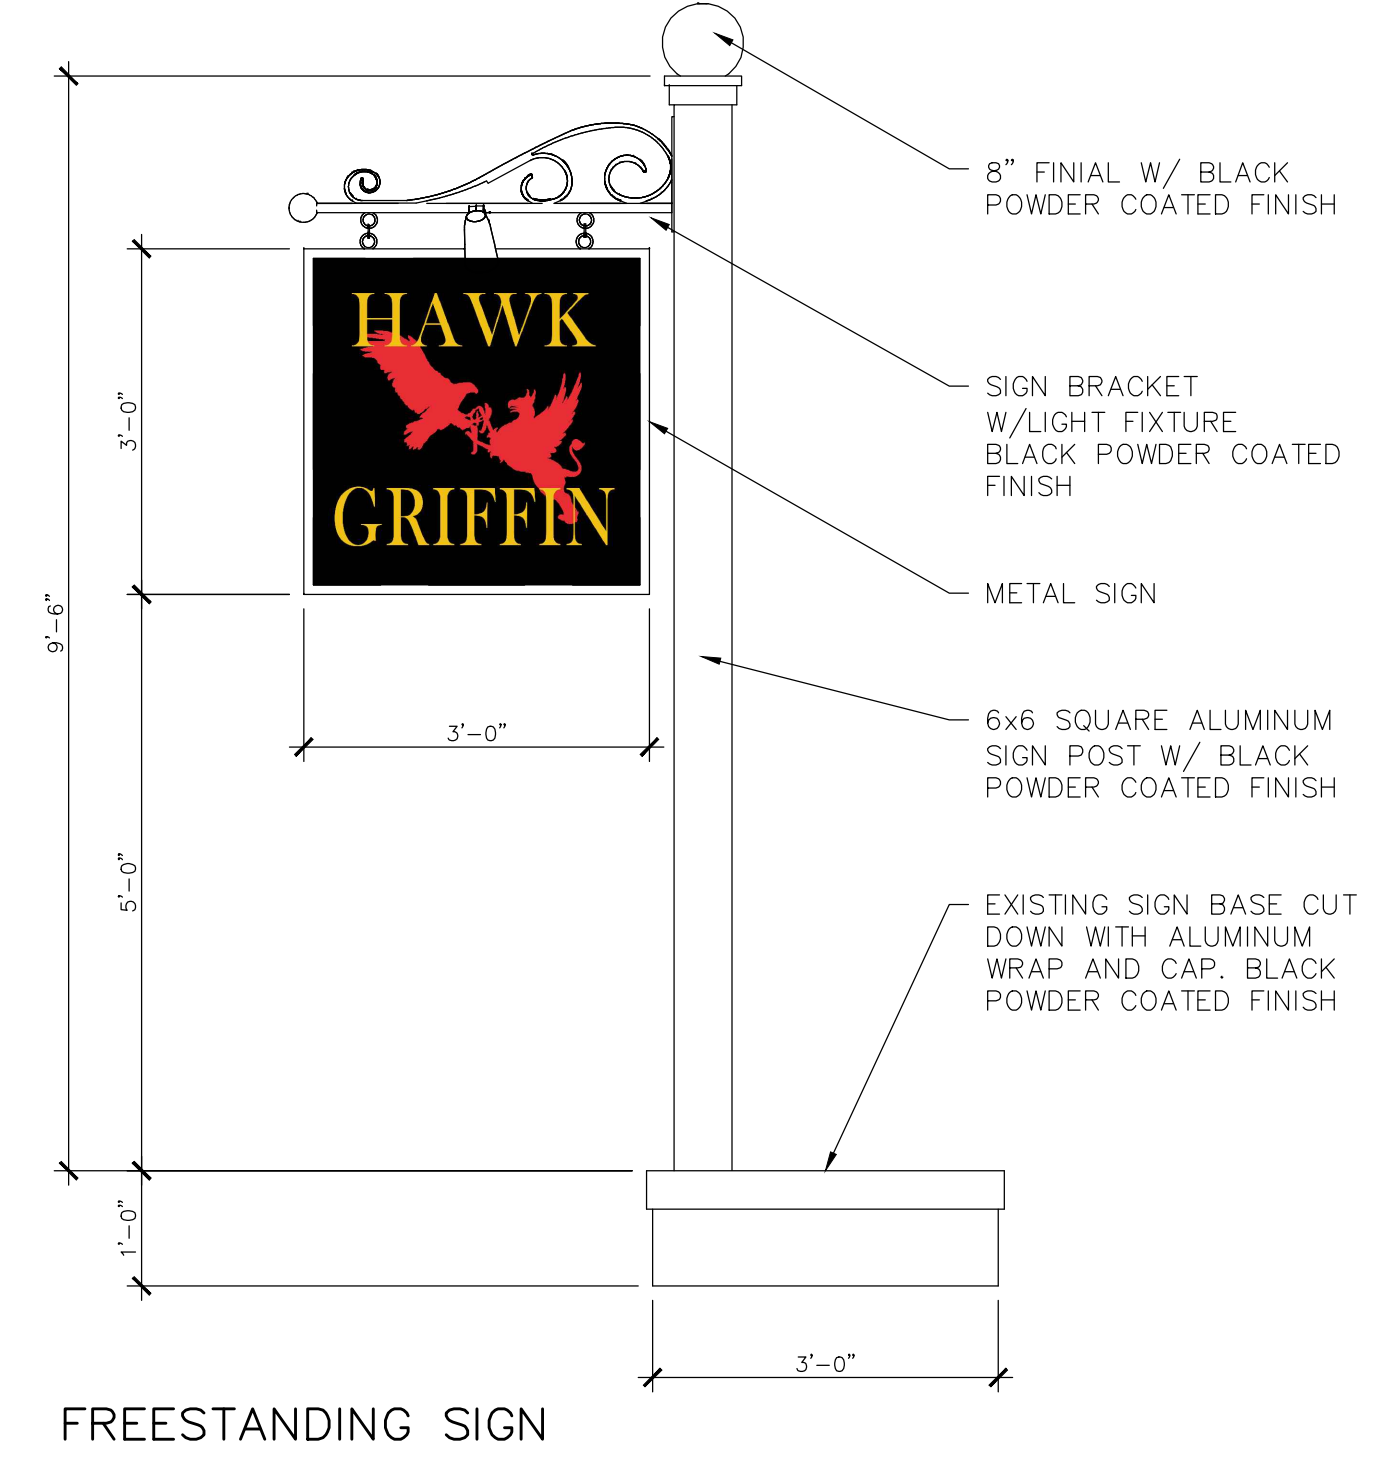 8” FINIAL W/ BLACK
POWDER COATED FINISH
HAWK
GRIFFIN
SIGN BRACKET
W/LIGHT FIXTURE
BLACK POWDER COATED
FINISH
METAL SIGN
6x6 SQUARE ALUMINUM
SIGN POST W/ BLACK
POWDER COATED FINISH
EXISTING SIGN BASE CUT
DOWN WITH ALUMINUM
WRAP AND CAP. BLACK
POWDER COATED FINISH
9’–6”
3’–0”
5’–0”
1’–0”
3’–0”
3’–0”
FREESTANDING SIGN